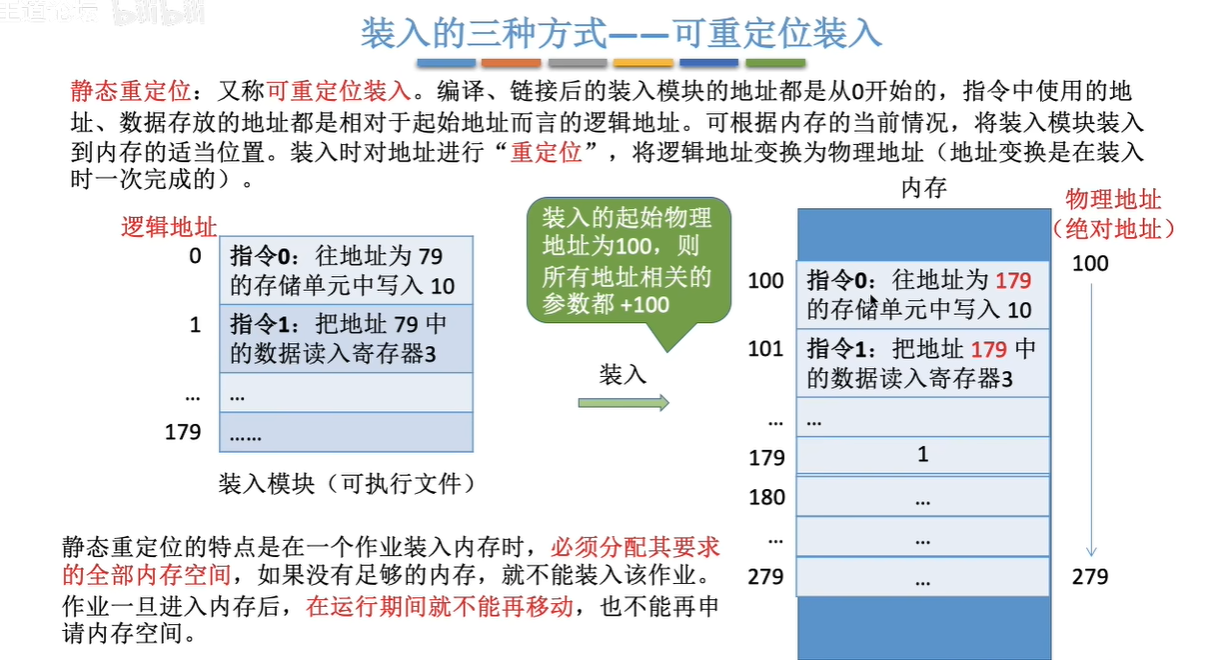 王道论坛 bilibili
装入的三种方式——可重定位装入
静态重定位：又称可重定位装入。编译、链接后的装入模块的地址都是从0开始的，指令中使用的地
址、数据存放的地址都是相对于起始地址而言的逻辑地址。可根据内存的当前情况，将装入模块装入
到内存的适当位置。装入时对地址进行“重定位”，将逻辑地址变换为物理地址（地址变换是在装入
时一次完成的）。
逻辑地址
0
指令0：往地址为 79
的存储单元中写入 10
1
指令1：把地址 79 中
的数据读入寄存器3
...
...
179
......
装入模块（可执行文件）
装入的起始物理
地址为100，则
所有地址相关的
参数都 +100
装入
内存
物理地址
（绝对地址）
100
指令0：往地址为 179
的存储单元中写入 10
100
101
指令1：把地址 179 中
的数据读入寄存器3
...
...
179
1
180
...
...
...
279
...
279
静态重定位的特点是在一个作业装入内存时，必须分配其要求
的全部内存空间，如果没有足够的内存，就不能装入该作业。
作业一旦进入内存后，在运行期间就不能再移动，也不能再申
请内存空间。